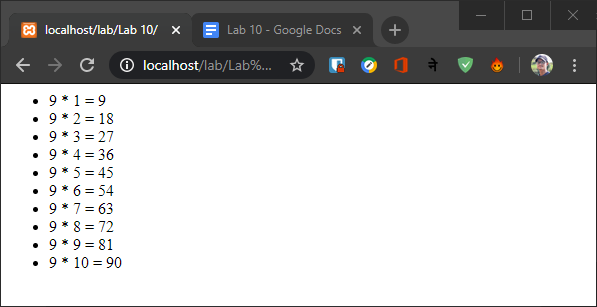 localhost/lab/Lab 10/
Lab 10 - Google Docs
localhost/lab/Lab%...
ने
9 * 1 = 9
9 * 2 = 18
9 * 3 = 27
9 * 4 = 36
9 * 5 = 45
9 * 6 = 54
9 * 7 = 63
9 * 8 = 72
9 * 9 = 81
9 * 10 = 90